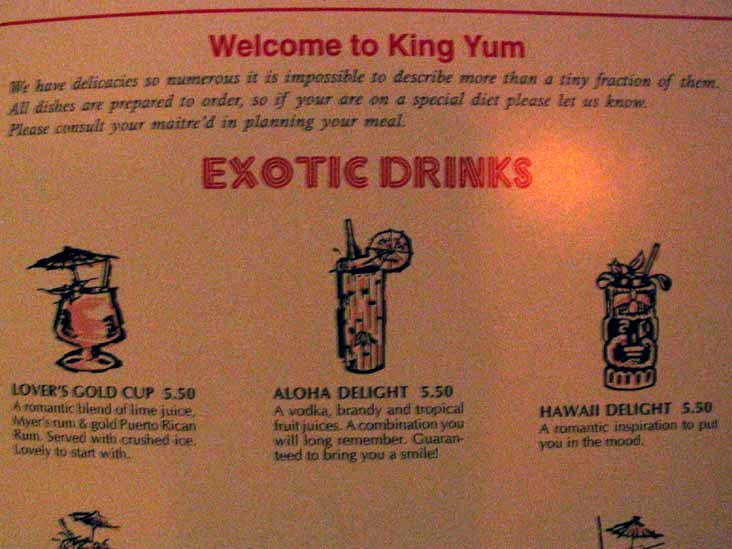 Welcome to King Yum
We have delicacies so numerous it is impossible to describe more than a tiny fraction of them.
All dishes are prepared to order, so if your are on a special diet please let us know.
Please consult your maitre'd in planning your meal.
EXOTIC DRINKS
LOVER'S GOLD CUP 5.50
A romantic blend of lime juice,
Myer's rum & gold Puerto Rican
Rum. Served with crushed ice.
Lovely to start with.
ALOHA DELIGHT 5.50
A vodka, brandy and tropical
fruit juices. A combination you
will long remember. Guaran-
teed to bring you a smile!
HAWAII DELIGHT 5.50
A romantic inspiration to put
you in the mood.